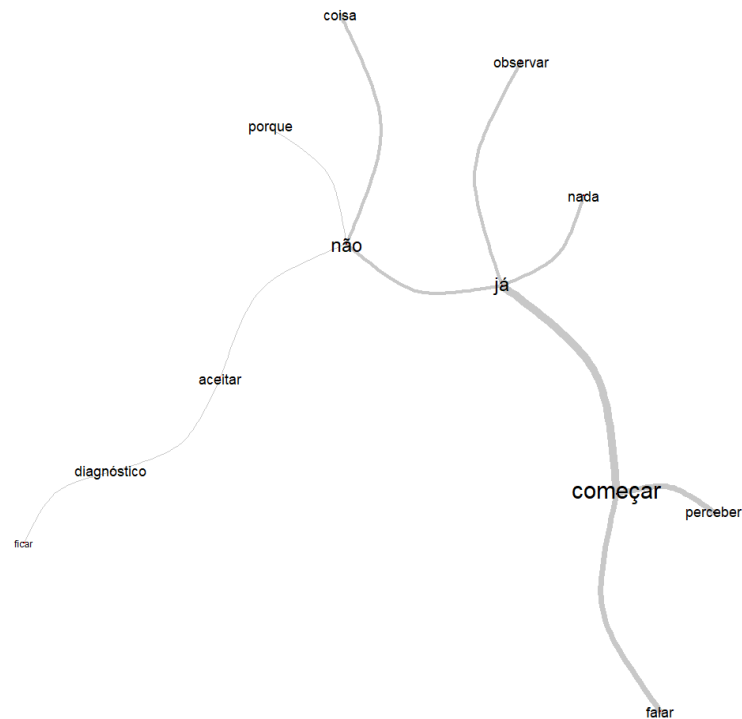 coisa
observar
porque
nada
não
já
aceitar
diagnóstico
começar
perceber
ficar
falar